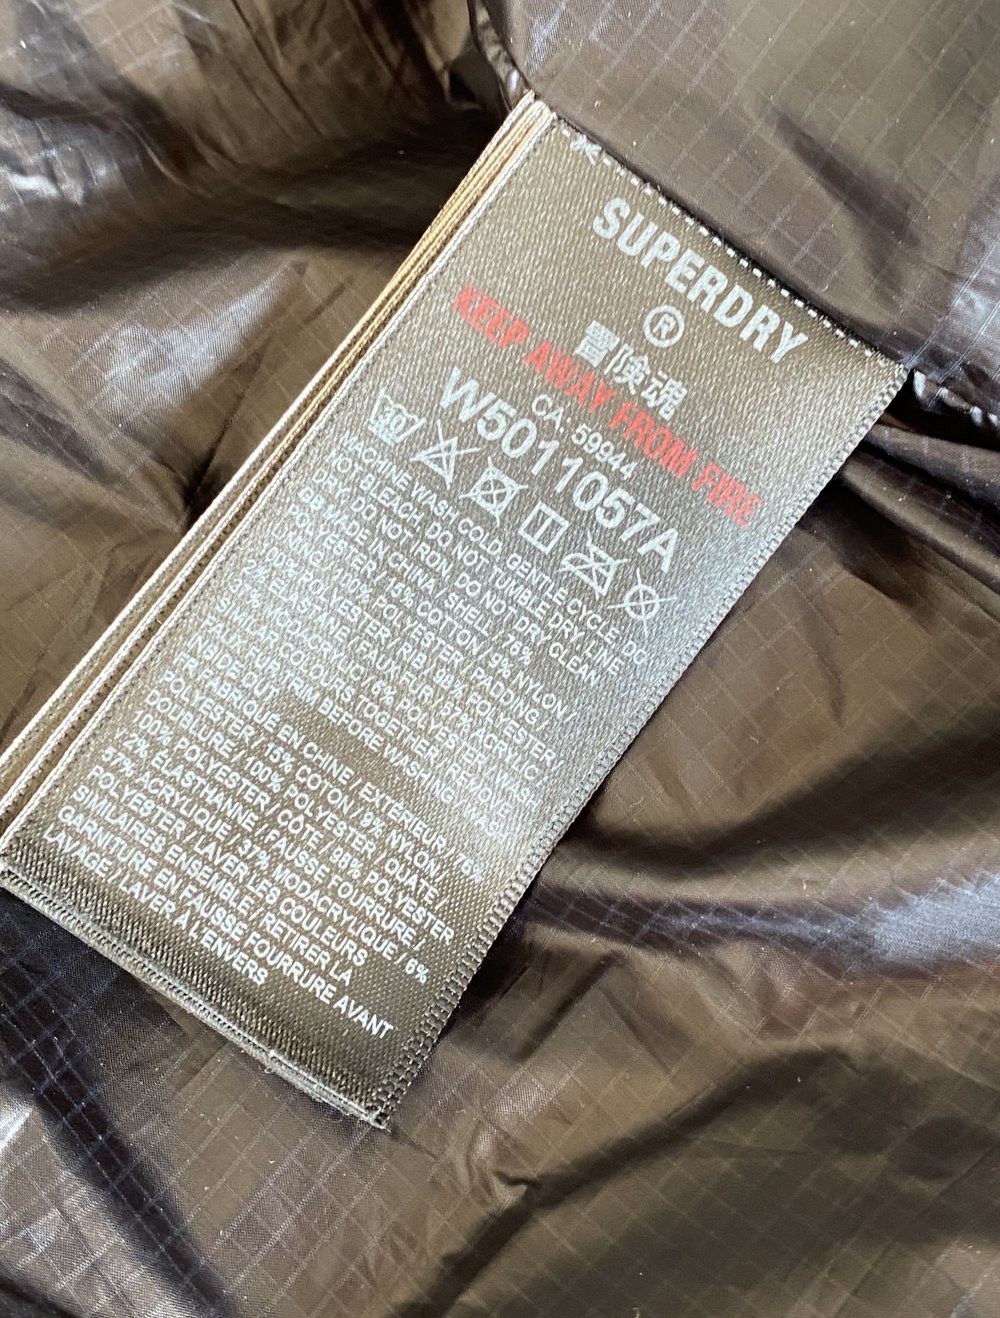 SUPERDRY
®
冒険魂
KEEP AWAY FROM FIRE
CA: 59944
W5011057A
30
MACHINE WASH COLD, GENTLE CYCLE, DO
NOT BLEACH, DO NOT TUMBLE DRY, LINE
DRY, DO NOT IRON, DO NOT DRY CLEAN
GB MADE IN CHINA / SHELL / 76%
POLYESTER / 15% COTTON / 9% NYLON /
LINING / 100% POLYESTER / PADDING /
100% POLYESTER / RIB / 98% POLYESTER/
2% ELASTANE / FAUX FUR / 57% ACRYLIC/
37% MODACRYLIC / 6% POLYESTER / WASH
SIMILAR COLOURS TOGETHER / REMOVE
FAUX FUR TRIM BEFORE WASHING / WASH
INSIDE OUT
FR FABRIQUÉ EN CHINE / EXTÉRIEUR / 76%
POLYESTER / 15% COTON / 9% NYLON /
DOUBLURE / 100% POLYESTER / OUATE /
100% POLYESTER / CÔTE / 98% POLYESTER
/ 2% ÉLASTHANNE / FAUSSE FOURRURE /
57% ACRYLIQUE / 37% MODACRYLIQUE / 6%
POLYESTER / LAVER LES COULEURS
SIMILAIRES ENSEMBLE / RETIRER LA
GARNITURE EN FAUSSE FOURRURE AVANT
LAVAGE / LAVER À L'ENVERS